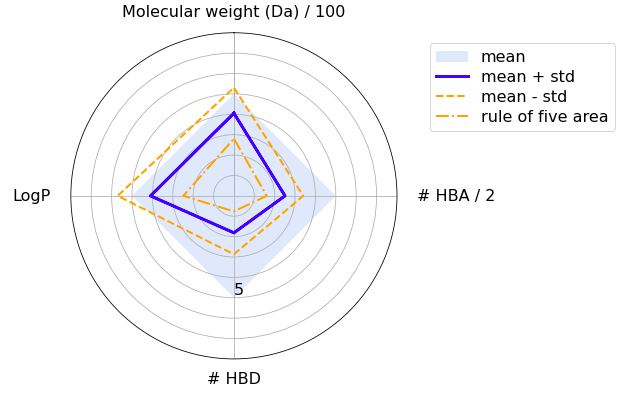 Molecular weight (Da) / 100
mean
mean + std
mean - std
rule of five area
LogP
# HBA / 2
5
# HBD